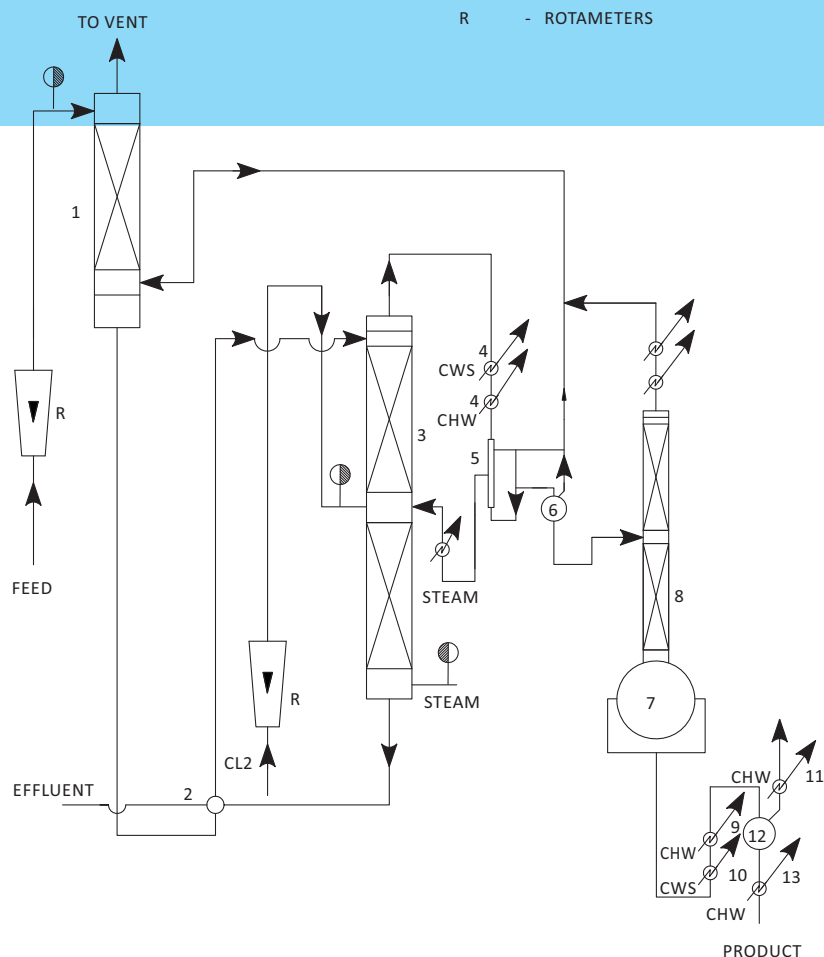 R - ROTAMETERS
TO VENT
1
4
CWS
4
CHW
R
3
5
6
FEED
STEAM
8
R
STEAM
7
CL2
EFFLUENT
2
CHW
11
9
12
CHW
10
13
CWS
CHW
PRODUCT